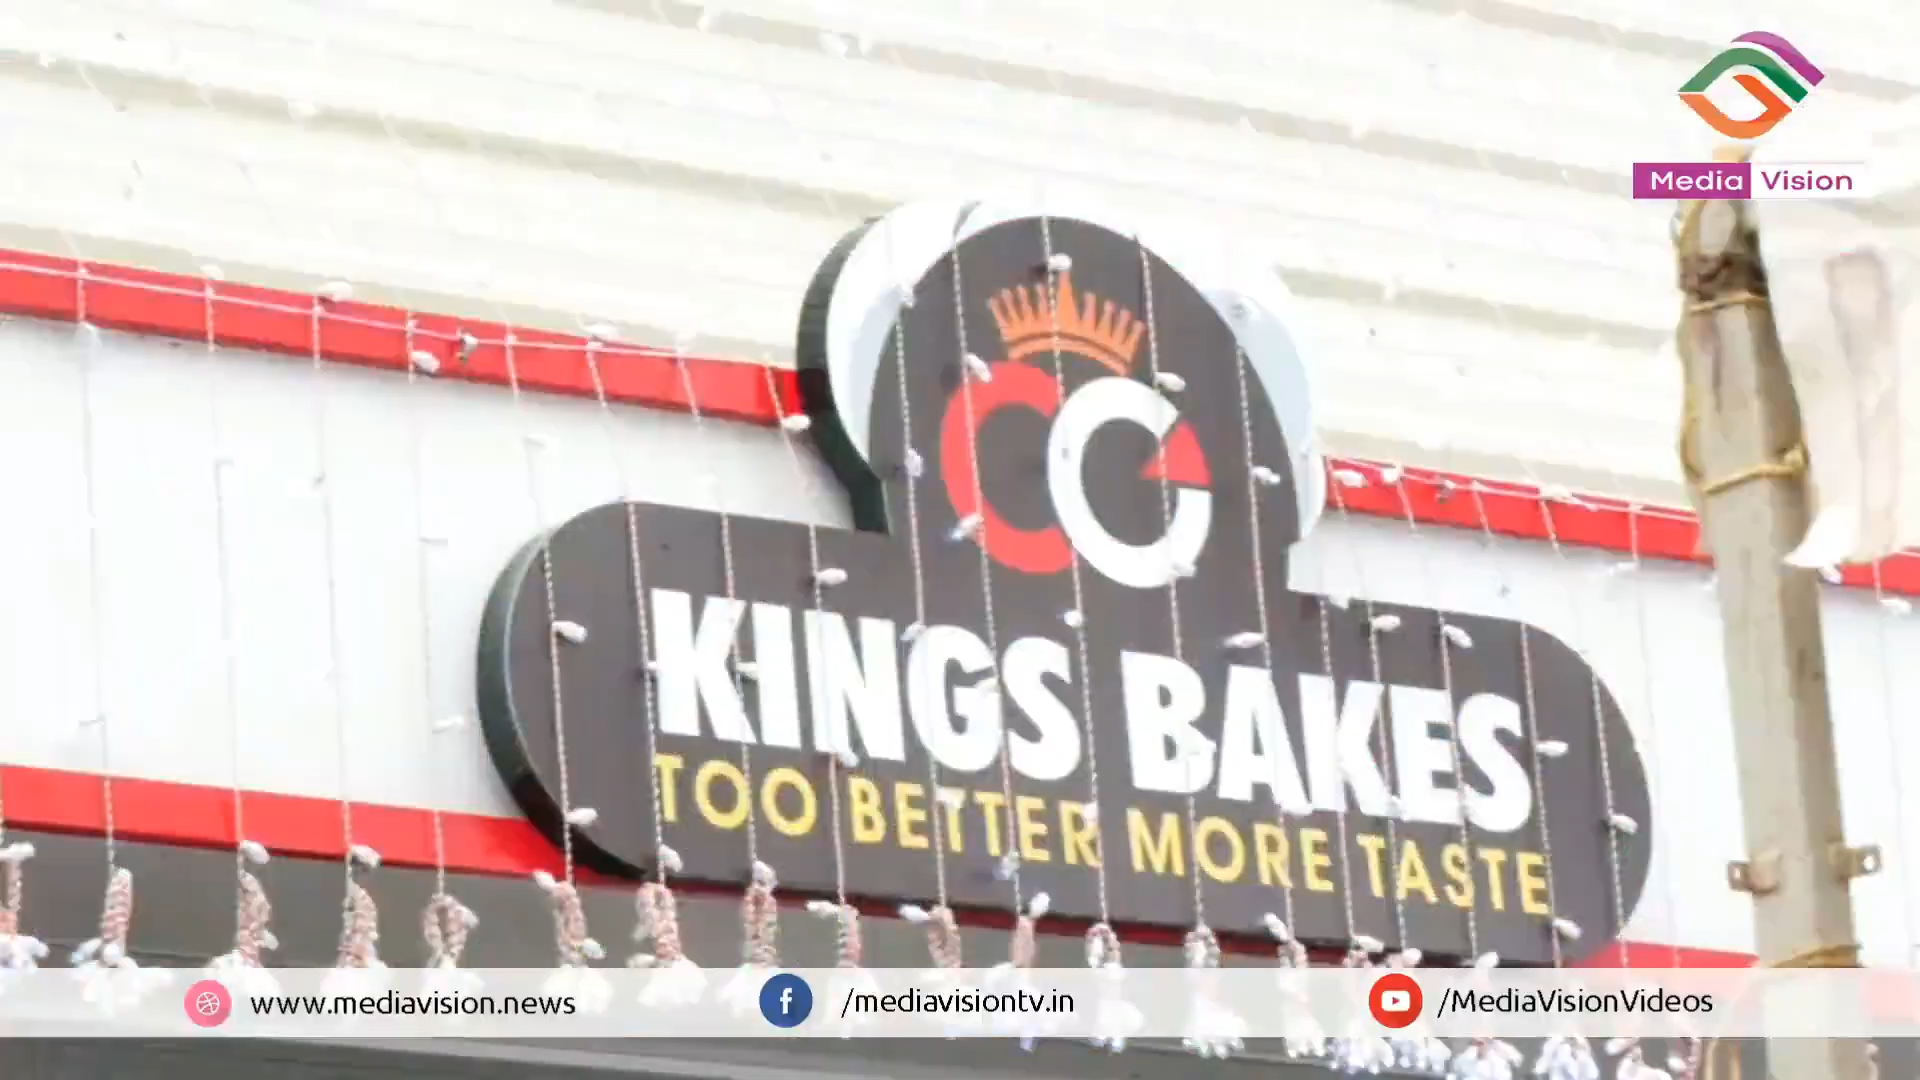 Media Vision
KINGS BAKES
TOO BETTER MORE TASTE
www.mediavision.news
/mediavisiontv.in
/MediaVisionVideos